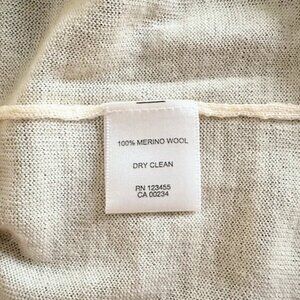 100% MERINO WOOL
DRY CLEAN
RN 123455
CA 00234